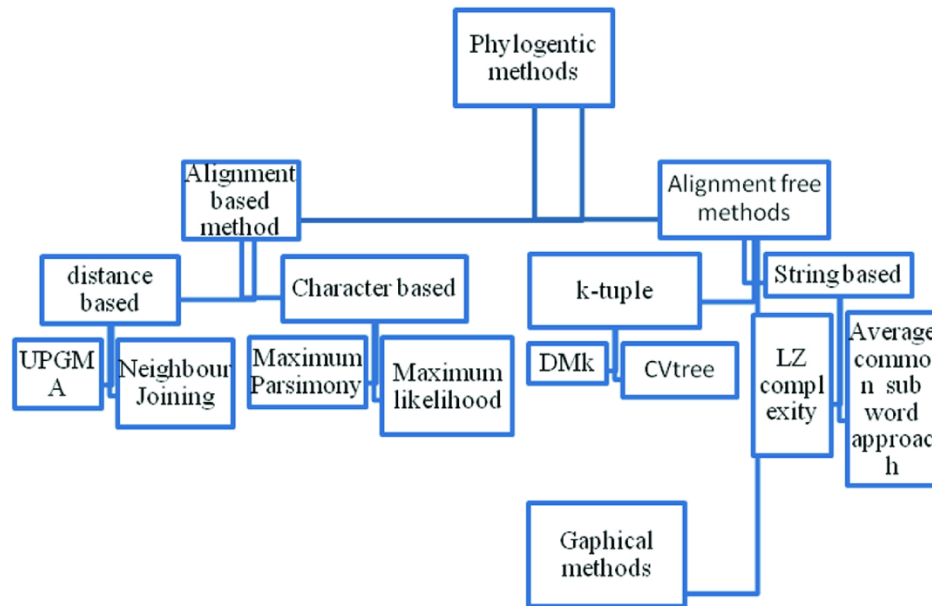 Phylogentic
methods
Alignment
based
method
Alignment free
methods
distance
based
Character based
k-tuple
String based
UPGM
A
Neighbour
Joining
Maximum
Parsimony
Maximum
likelihood
DMk
CVtree
LZ
compl
exity
Average
commo
n sub
word
approac
h
Gaphical
methods